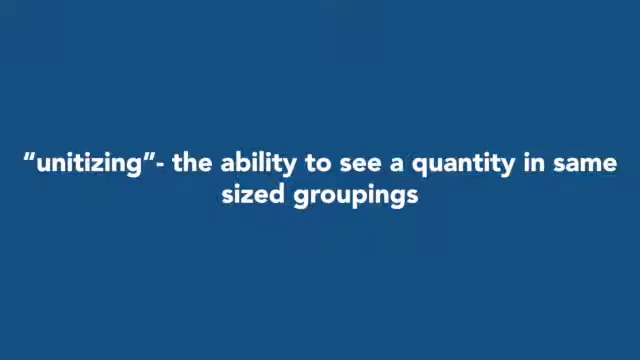 “unitizing”- the ability to see a quantity in same
sized groupings